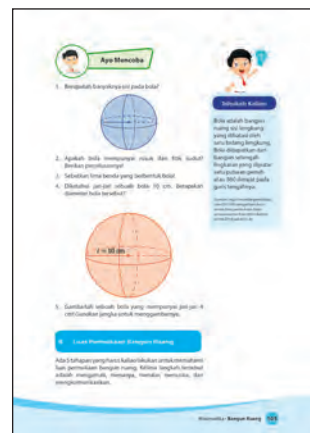 Ayo Mencoba
1. Berapakah banyaknya sisi pada bola?
2. Apakah bola mempunyai rusuk dan titik sudut?
Berikan penjelasannya!
3. Sebutkan lima benda yang berbentuk bola!
4. Diketahui jari-jari sebuah bola 10 cm, berapakah
diameter bola tersebut?
r = 10 cm
5. Gambarlah sebuah bola yang mempunyai jari-jari 4
cm! Gunakan jangka untuk menggambarnya.
Tahukah Kalian
Bola adalah bangun
ruang sisi lengkung
yang dibatasi oleh
satu bidang lengkung.
Bola didapatkan dari
bangun setengah
lingkaran yang diputar
satu putaran penuh
atau 360 derajat pada
garis tengahnya.
B Luas Permukaan Bangun Ruang
Ada 5 tahapan yang harus kalian lakukan untuk memahami
luas permukaan bangun ruang. Kelima langkah tersebut
adalah mengamati, menanya, menalar, mencoba, dan
mengkomunikasikan.
Matematika - Bangun Ruang